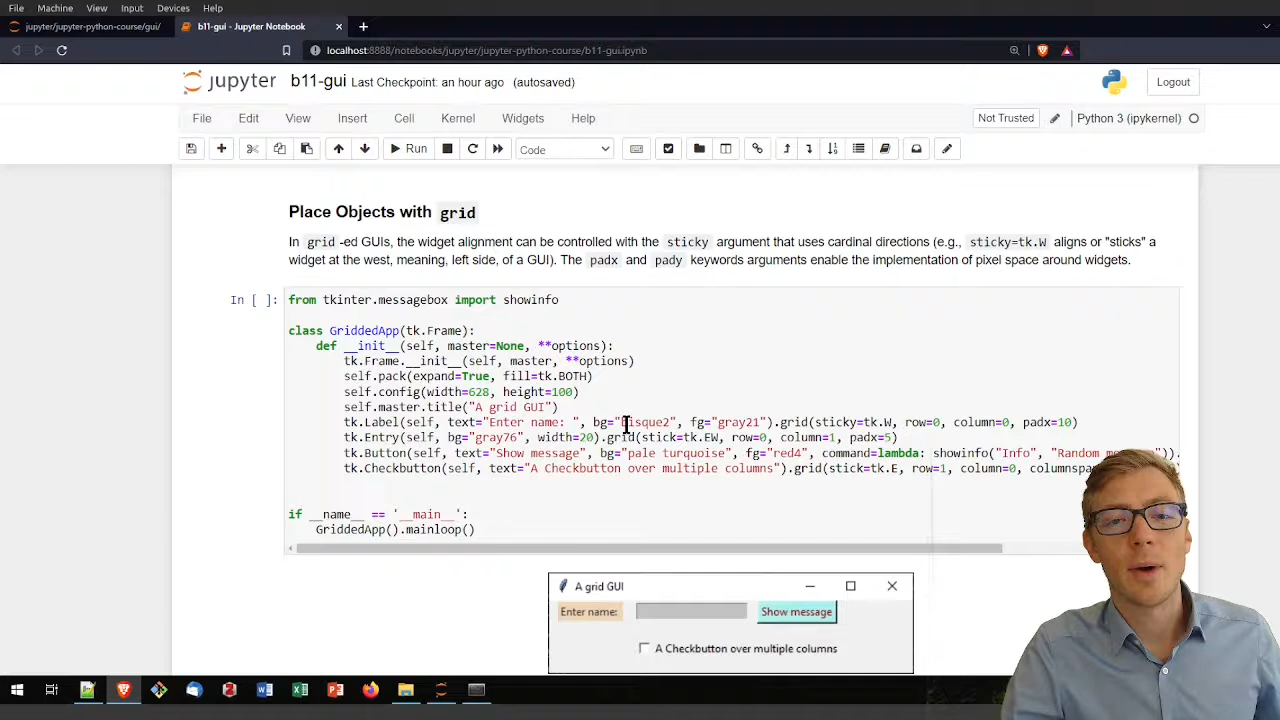 File Machine View Input Devices Help
jupyter/jupyter-python-course/gui/ b11-gui - Jupyter Notebook
localhost:8888/notebooks/jupyter/jupyter-python-course/b11-gui.ipynb
jupyter b11-gui Last Checkpoint: an hour ago (autosaved) Logout
File Edit View Insert Cell Kernel Widgets Help Not Trusted Python 3 (ipykernel)
Run Code
Place Objects with grid
In grid -ed GUIs, the widget alignment can be controlled with the sticky argument that uses cardinal directions (e.g., sticky=tk.W aligns or "sticks" a
widget at the west, meaning, left side, of a GUI). The padx and pady keywords arguments enable the implementation of pixel space around widgets.
In [ ]: from tkinter.messagebox import showinfo
class GriddedApp(tk.Frame):
def __init__(self, master=None, **options):
tk.Frame.__init__(self, master, **options)
self.pack(expand=True, fill=tk.BOTH)
self.config(width=628, height=100)
self.master.title("A grid GUI")
tk.Label(self, text="Enter name: ", bg="bisque2", fg="gray21").grid(sticky=tk.W, row=0, column=0, padx=10)
tk.Entry(self, bg="gray76", width=20).grid(stick=tk.EW, row=0, column=1, padx=5)
tk.Button(self, text="Show message", bg="pale turquoise", fg="red4", command=lambda: showinfo("Info", "Random
tk.Checkbutton(self, text="A Checkbutton over multiple columns").grid(stick=tk.E, row=1, column=0,
if __name__ == '__main__':
GriddedApp().mainloop()
A grid GUI
Enter name: Show message
A Checkbutton over multiple columns